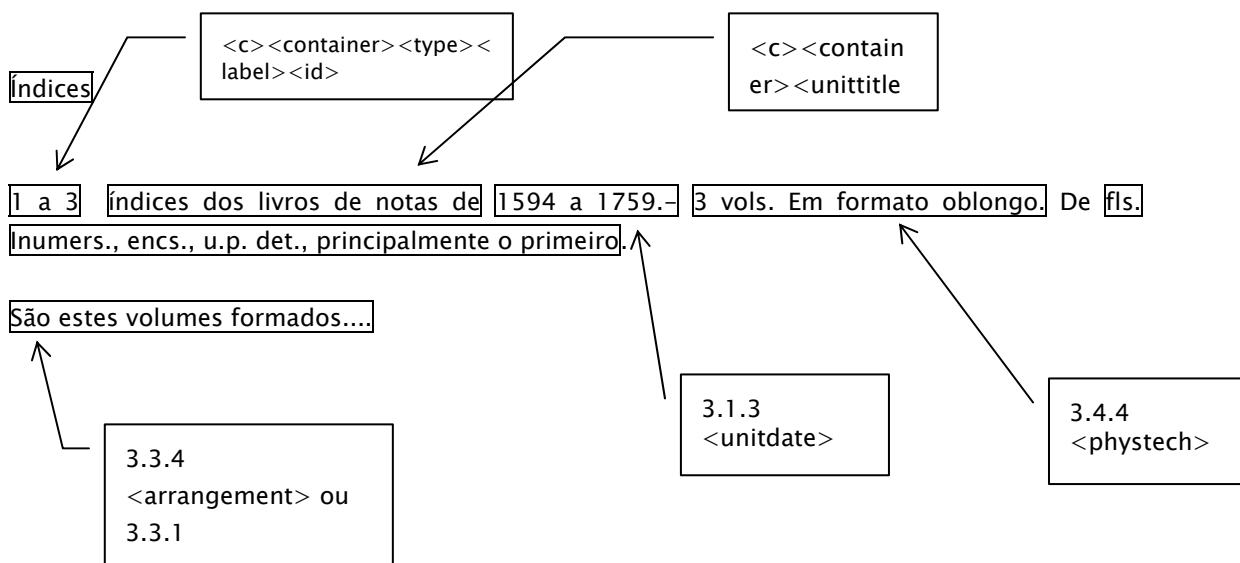 <c><container><type><
label><id>
<c><contain
er><unittitle
Índices
1 a 3 índices dos livros de notas de 1594 a 1759.- 3 vols. Em formato oblongo. De fls.
Inumers., encs., u.p. det., principalmente o primeiro.
São estes volumes formados....
3.1.3
<unitdate>
3.4.4
<phystech>
3.3.4
<arrangement> ou
3.3.1